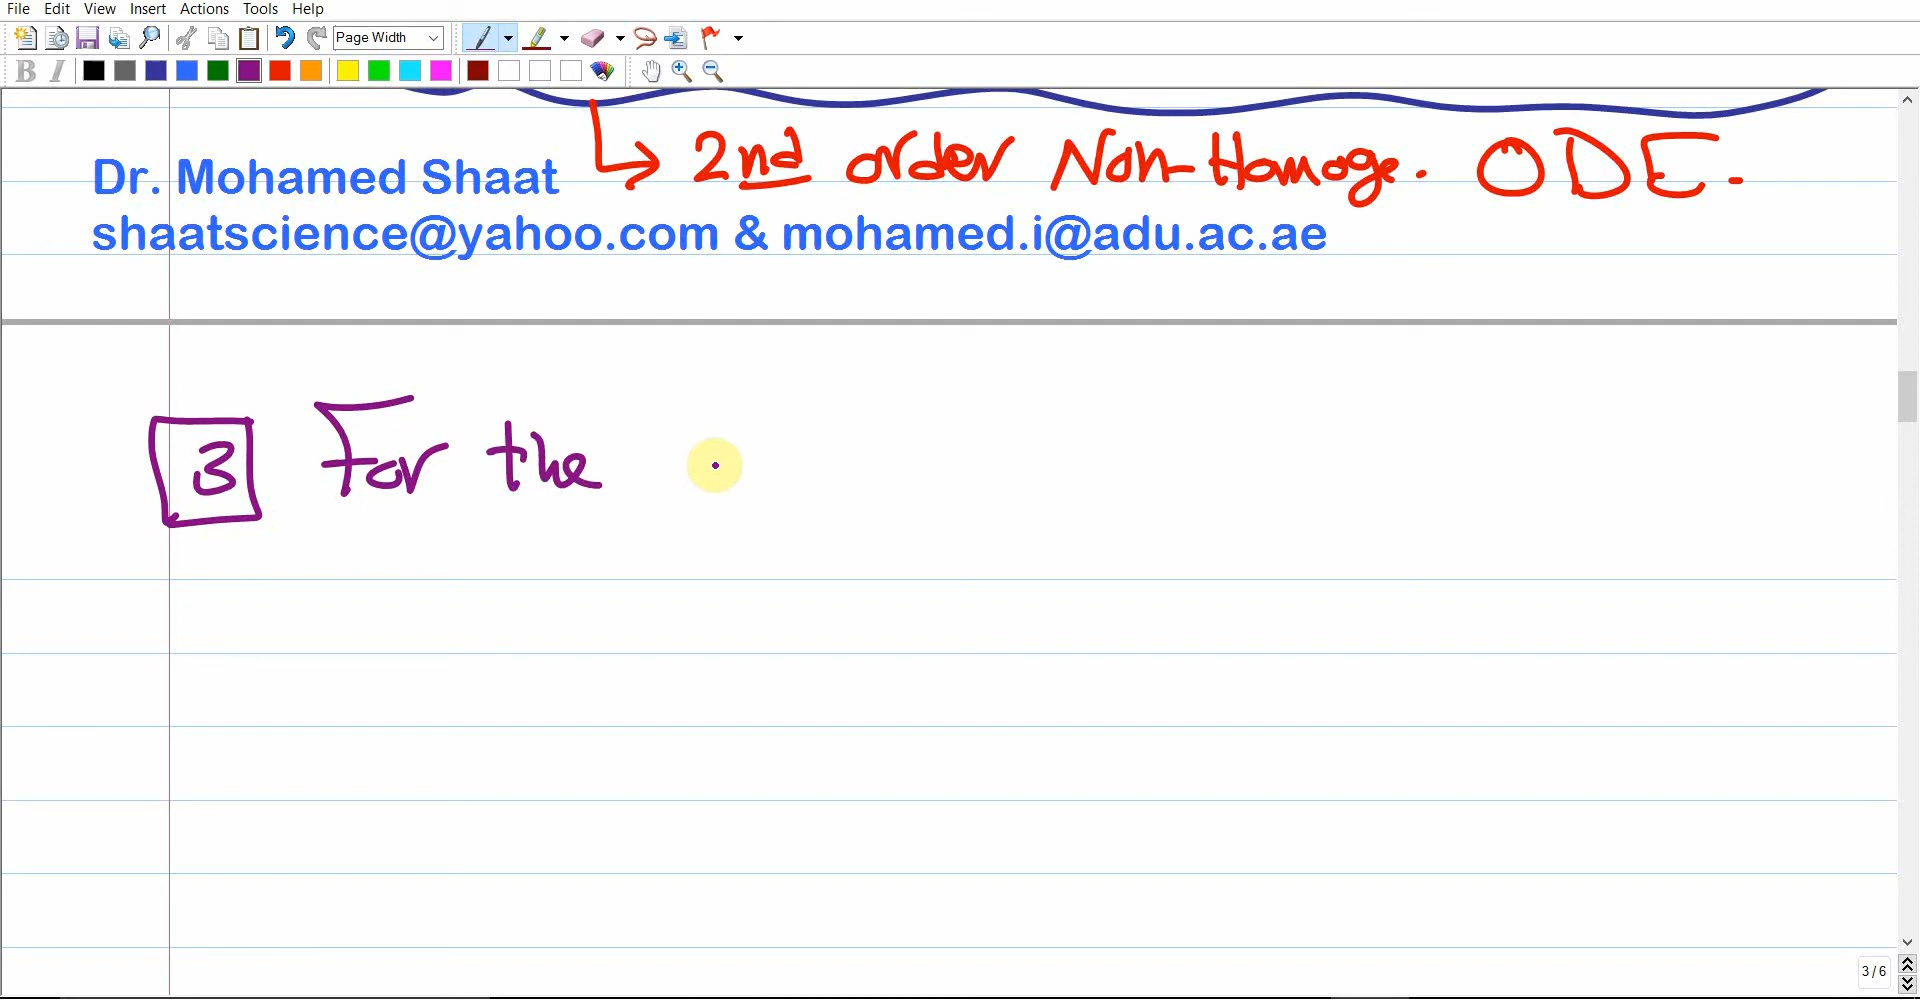 File Edit View Insert Actions Tools Help
Page Width
B I
2nd order Non-Homoge. ODE.
Dr. Mohamed Shaat
shaatscience@yahoo.com & mohamed.i@adu.ac.ae
3 For the
3 / 6